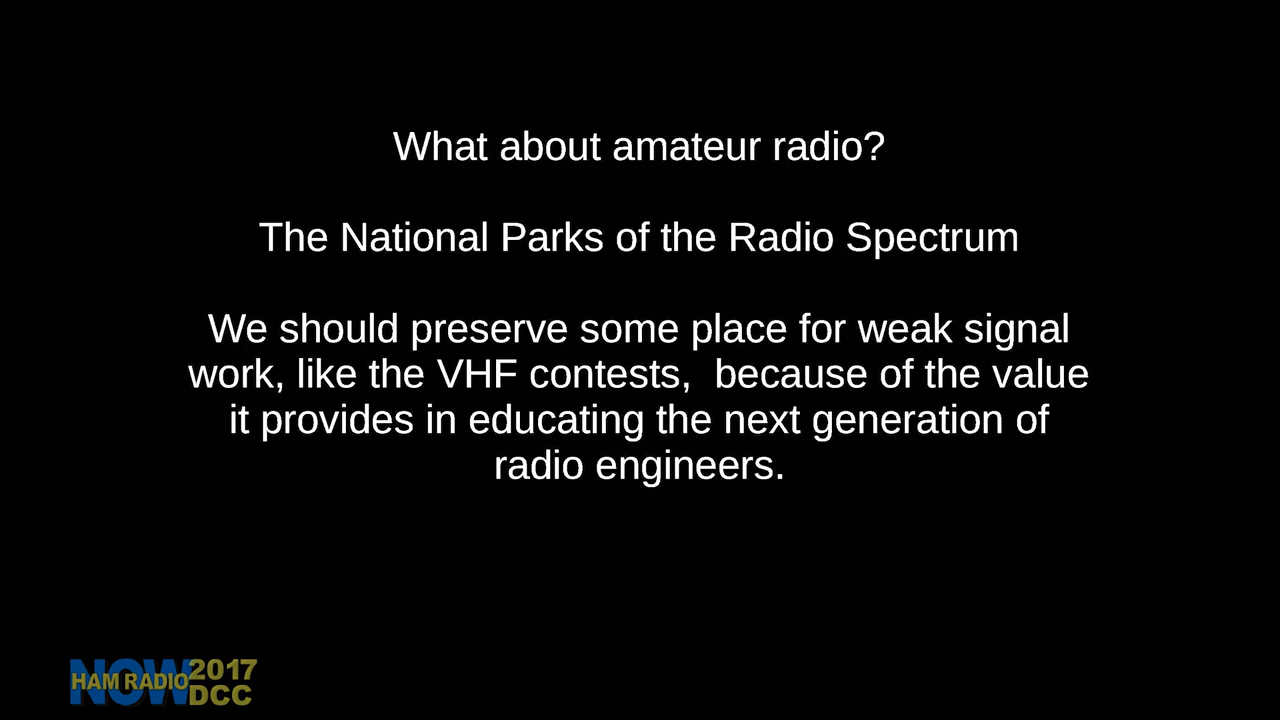 What about amateur radio?
The National Parks of the Radio Spectrum
We should preserve some place for weak signal
work, like the VHF contests,  because of the value
it provides in educating the next generation of
radio engineers.
NOW
HAM RADIO
2017
DCC